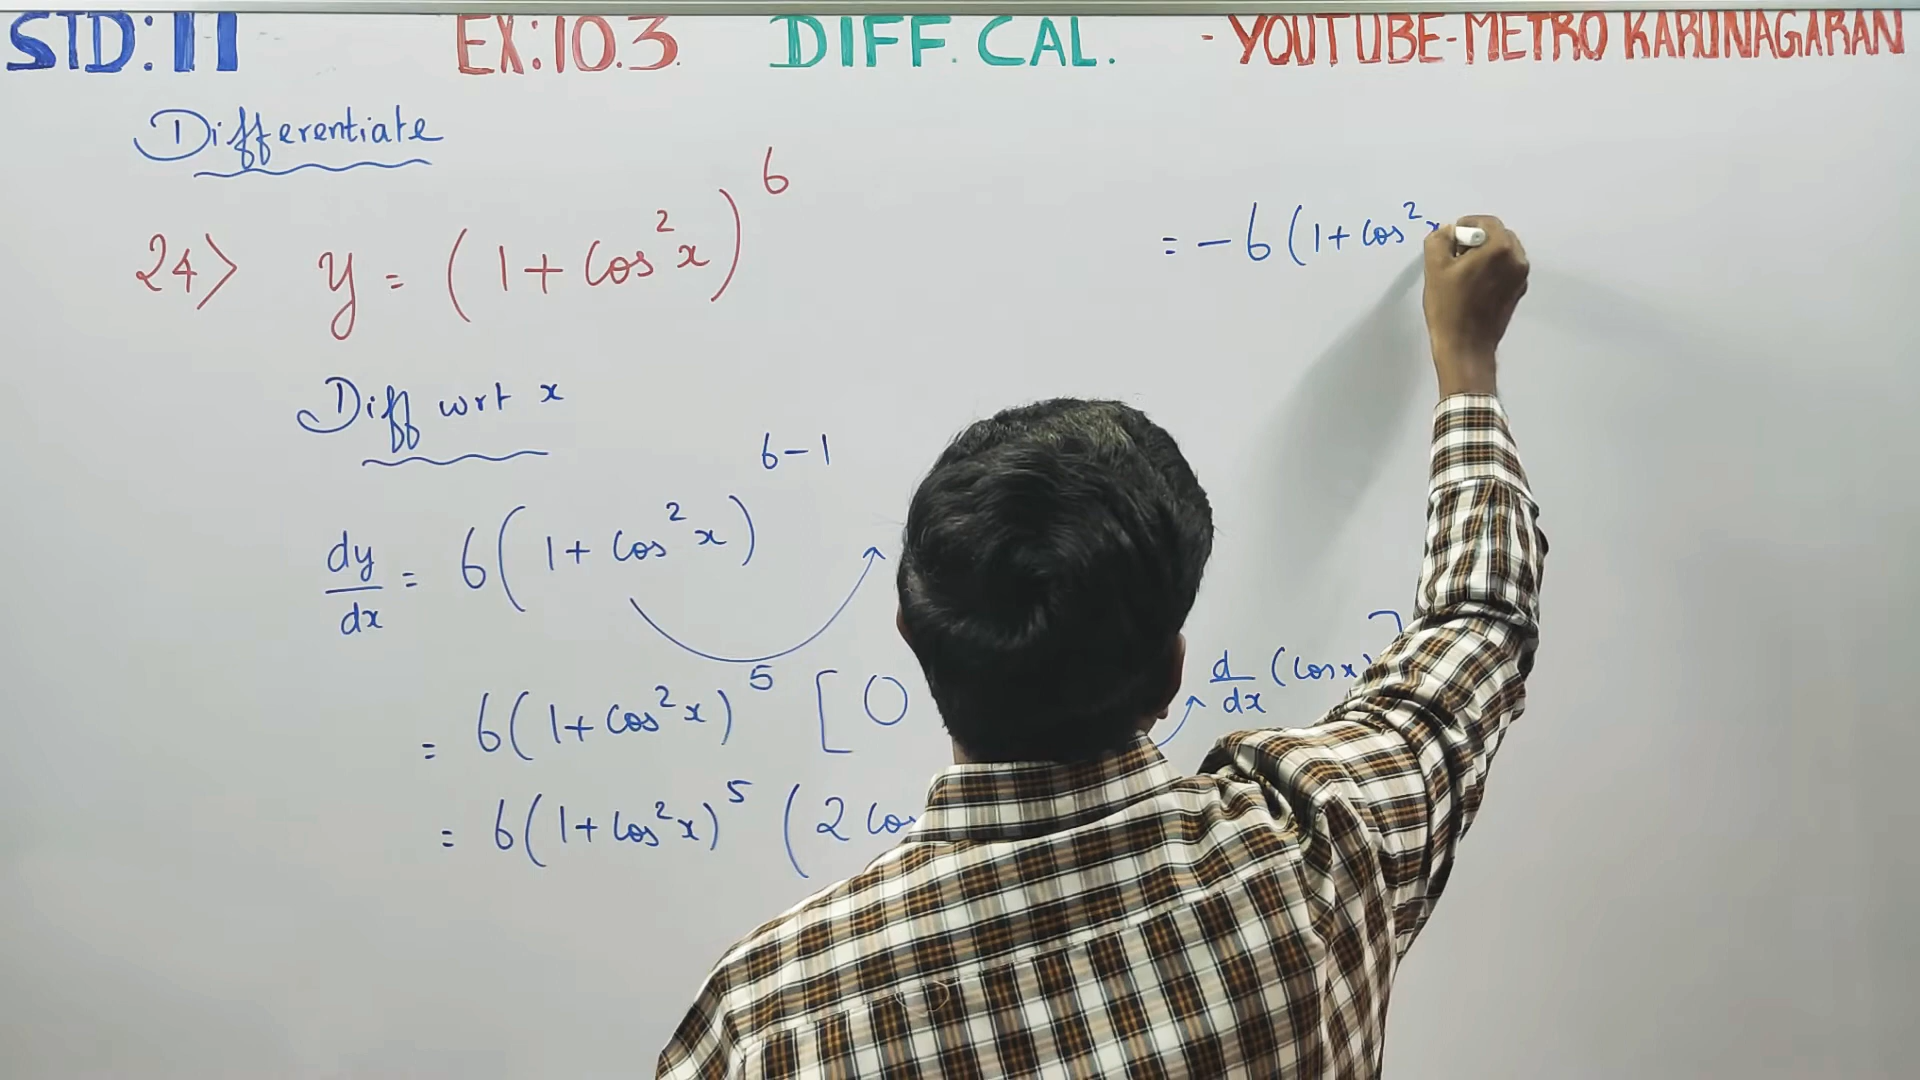 STD: 11 EX: 10.3. DIFF. CAL. - YOUTUBE-METRO KARUNAGARAN
Differentiate
24> y = (1 + cos²x)⁶
Diff wrt x
dy/dx = 6(1 + cos²x)⁶⁻¹
= 6(1+cos²x)⁵ [0 d/dx (cos x)]
= 6(1+cos²x)⁵ (2 cos
= -6(1+cos²x